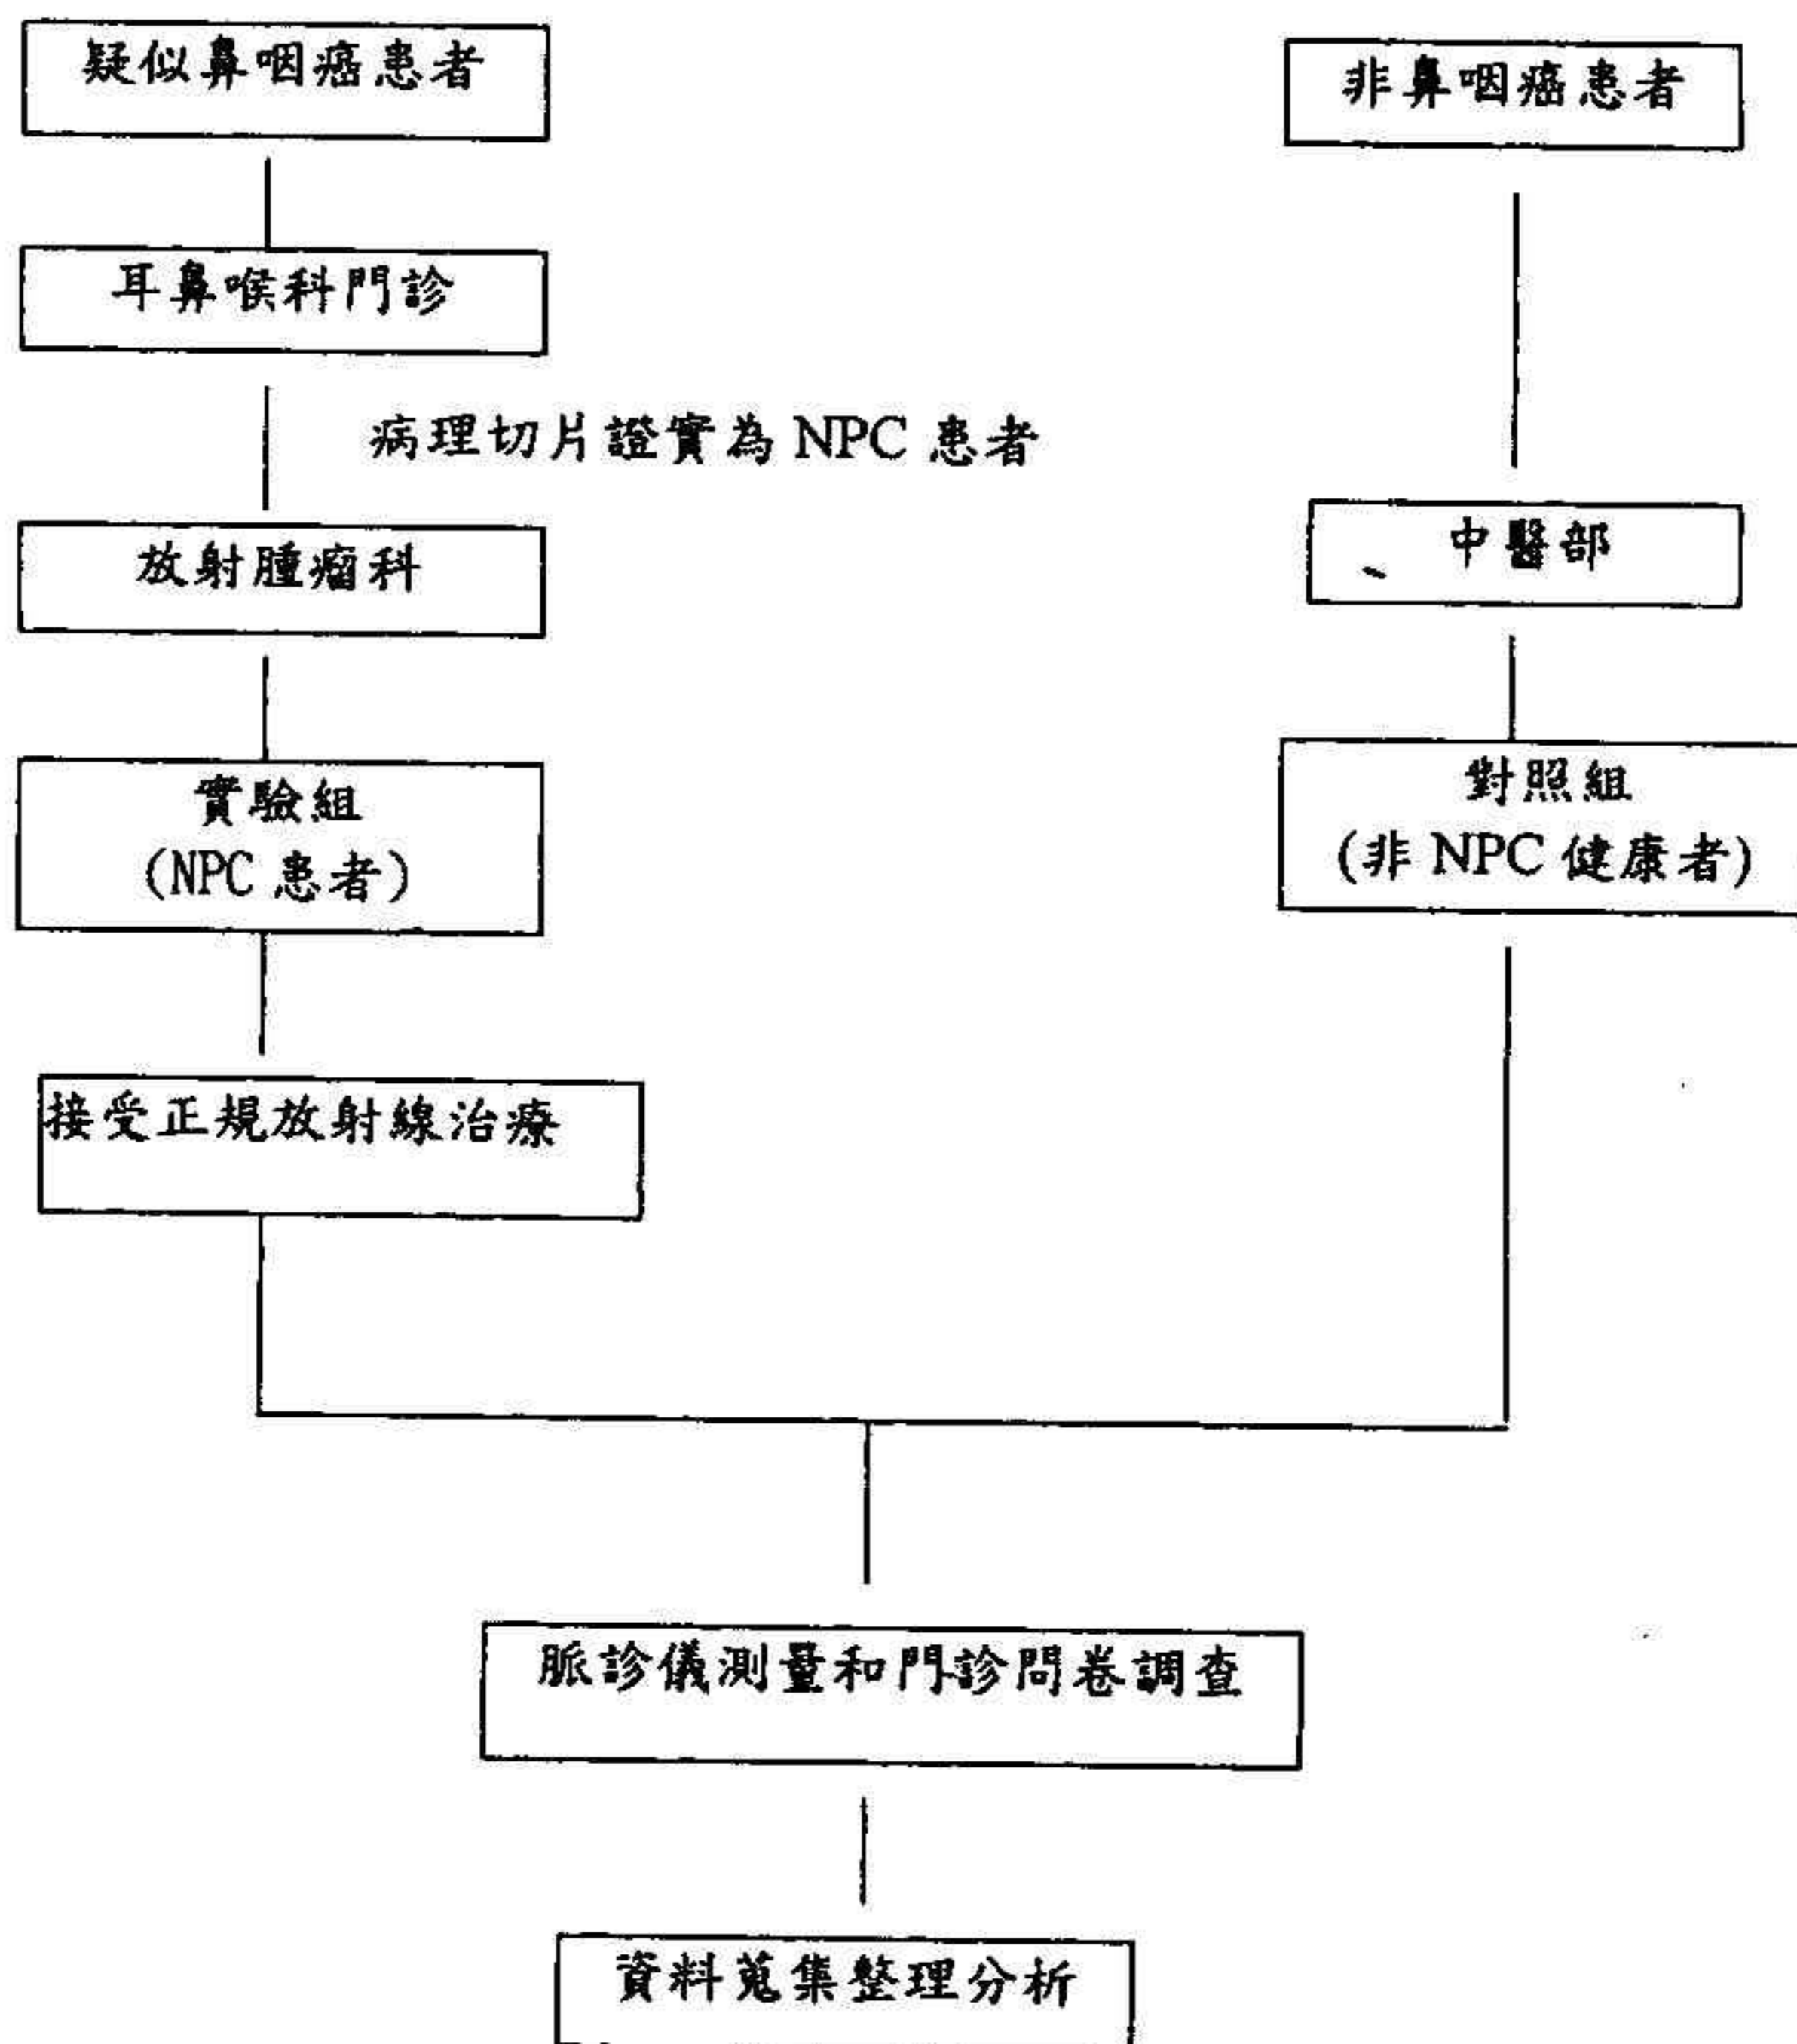 疑似鼻咽癌患者
非鼻咽癌患者
耳鼻喉科門診
病理切片證實為 NPC 患者
放射腫瘤科
中醫部
實驗組
(NPC 患者)
對照組
(非 NPC 健康者)
接受正規放射線治療
脈診儀測量和門診問卷調查
資料蒐集整理分析